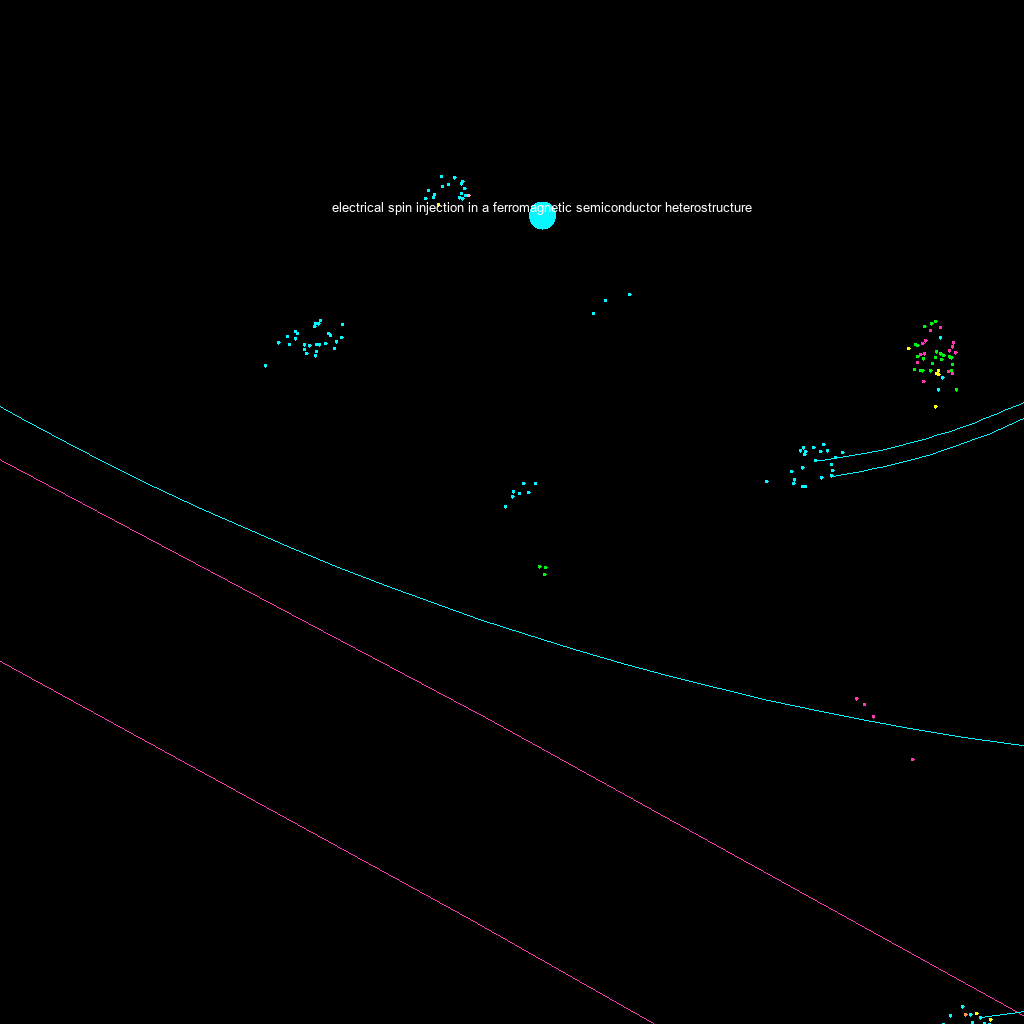 electrical spin injection in a ferromagnetic semiconductor heterostructure